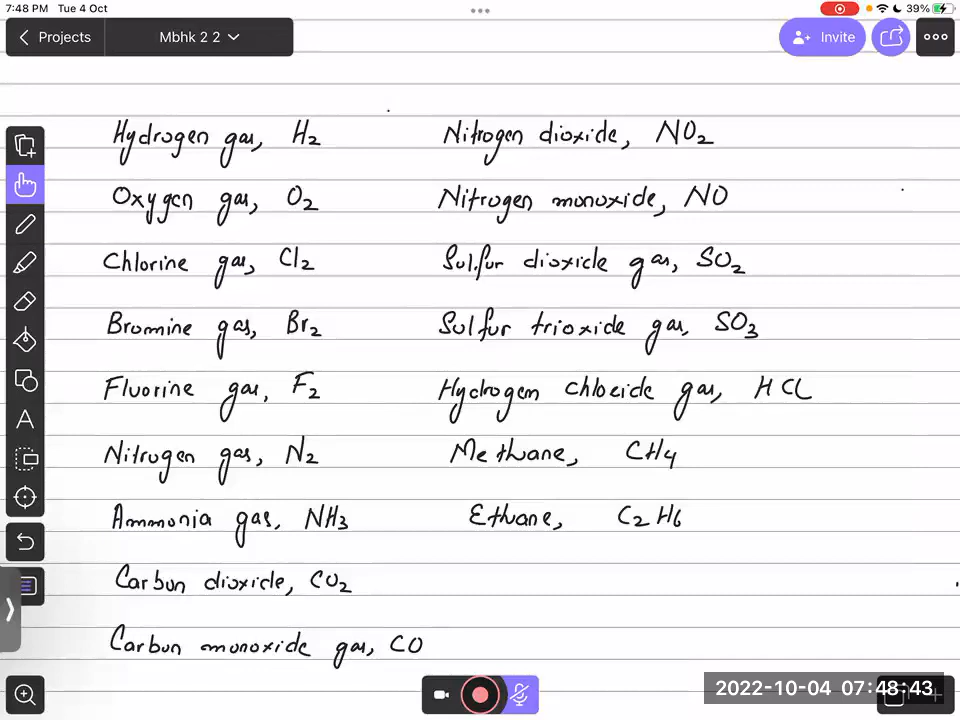 7:48 PM Tue 4 Oct
39%
Projects
Mbhk 2 2
Invite
Hydrogen gas, H₂
Oxygen gas, O₂
Chlorine gas, Cl₂
Bromine gas, Br₂
Fluorine gas, F₂
Nitrogen gas, N₂
Ammonia gas, NH₃
Carbon dioxide, CO₂
Carbon monoxide gas, CO
Nitrogen dioxide, NO₂
Nitrogen monoxide, NO
Sulfur dioxide gas, SO₂
Sulfur trioxide gas, SO₃
Hydrogen chloride gas, HCl
Methane, CH₄
Ethane, C₂H₆
A
2022-10-04 07:48:43